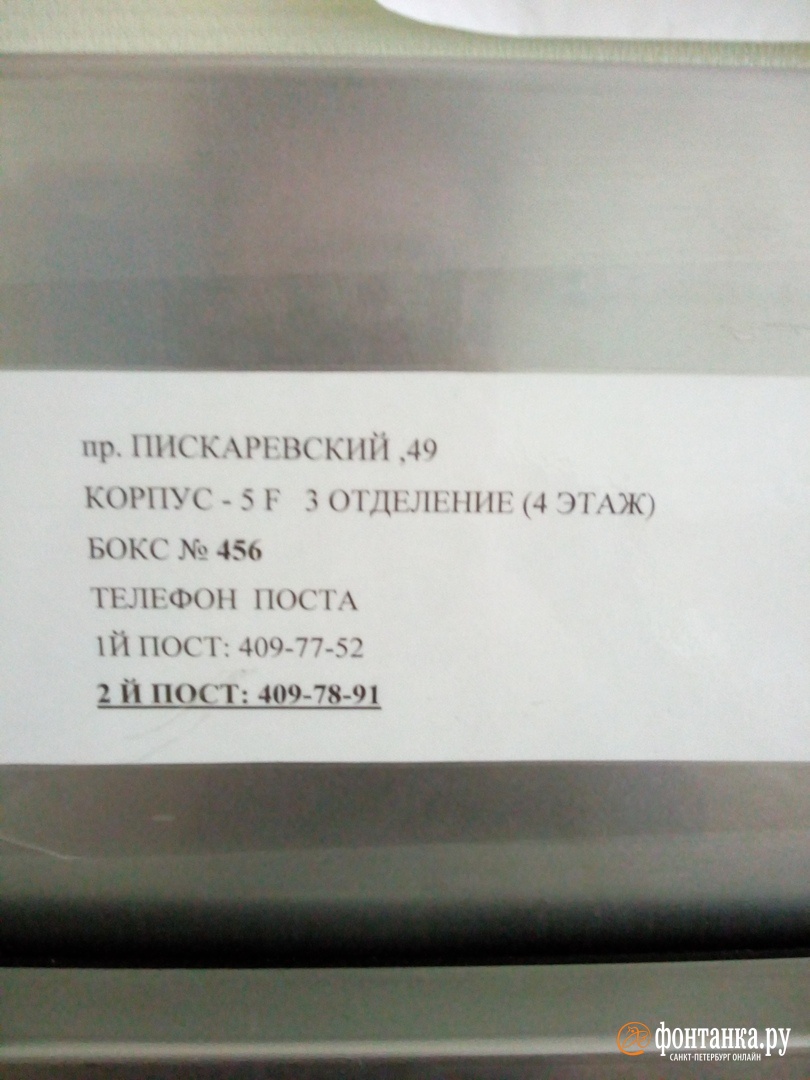 пр. ПИСКАРЕВСКИЙ ,49
КОРПУС - 5 F 3 ОТДЕЛЕНИЕ (4 ЭТАЖ)
БОКС № 456
ТЕЛЕФОН ПОСТА
1Й ПОСТ: 409-77-52
2 Й ПОСТ: 409-78-91
фонтанка.ру
САНКТ-ПЕТЕРБУРГ ОНЛАЙН